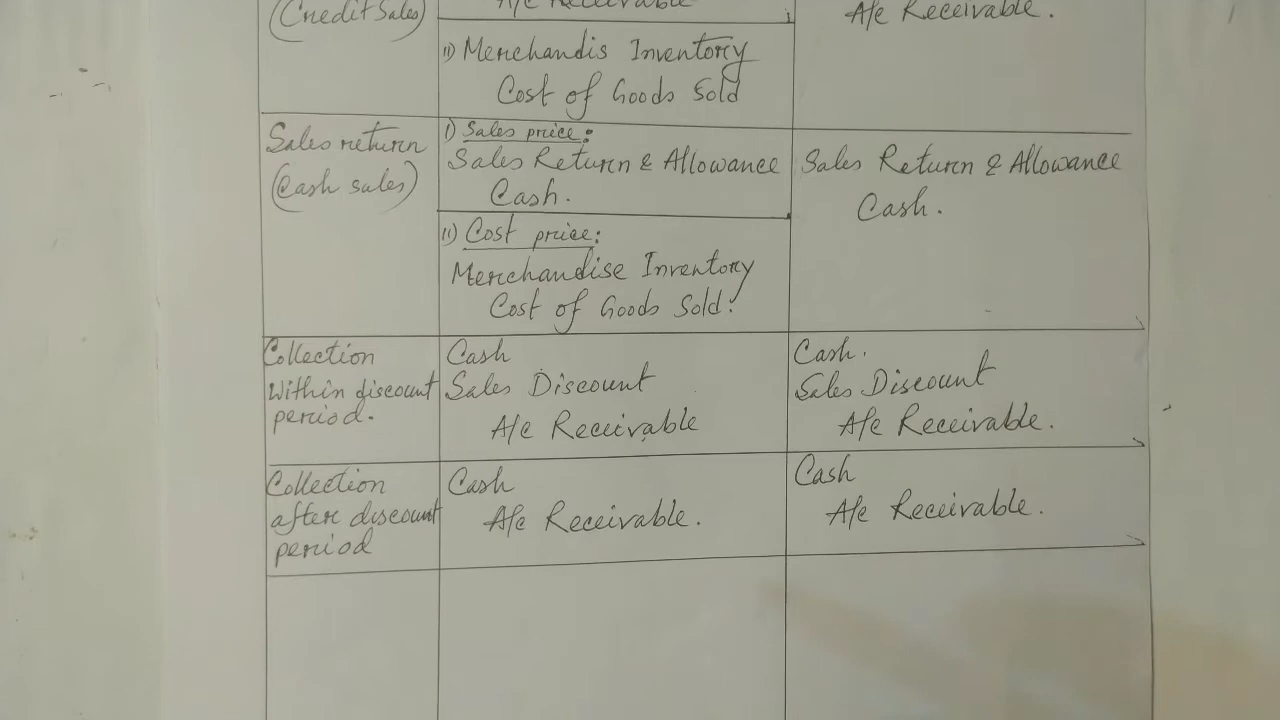 (Credit Sales)
A/c Receivable
A/c Receivable.
ii) Merchandis Inventory
Cost of Goods Sold
Sales return
(Cash sales)
i) Sales price:
Sales Return & Allowance
Cash.
Sales Return & Allowance
Cash.
ii) Cost price:
Merchandise Inventory
Cost of Goods Sold.
Collection
Within discount
period.
Cash
Sales Discount
A/c Receivable
Cash.
Sales Discount
A/c Receivable.
Collection
after discount
period
Cash
A/c Receivable.
Cash
A/c Receivable.